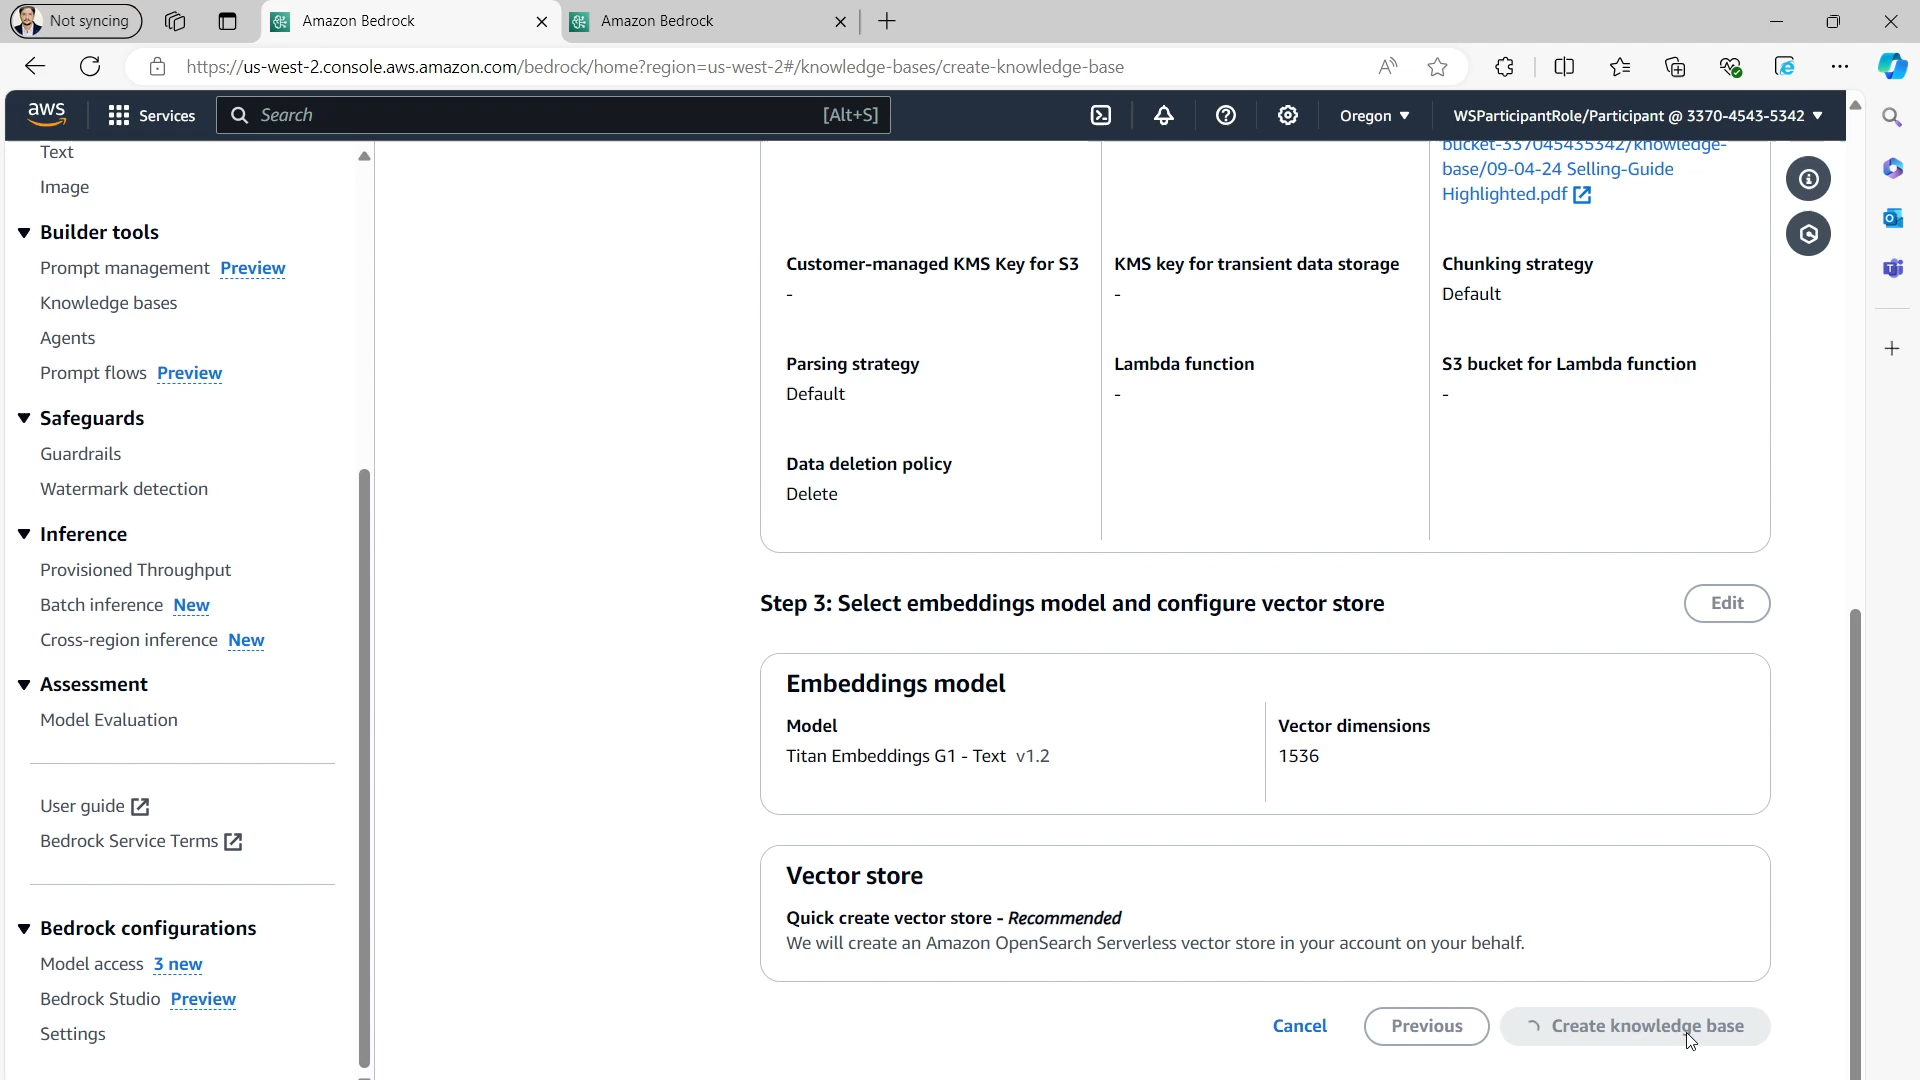 Not syncing
Amazon Bedrock
Amazon Bedrock
https://us-west-2.console.aws.amazon.com/bedrock/home?region=us-west-2#/knowledge-bases/create-knowledge-base
aws
Services
Search
[Alt+S]
Oregon
WSParticipantRole/Participant @ 3370-4543-5342
Text
Image
Builder tools
Prompt management Preview
Knowledge bases
Agents
Prompt flows Preview
Safeguards
Guardrails
Watermark detection
Inference
Provisioned Throughput
Batch inference New
Cross-region inference New
Assessment
Model Evaluation
User guide
Bedrock Service Terms
Bedrock configurations
Model access 3 new
Bedrock Studio Preview
Settings
bucket-337045435342/knowledge-
base/09-04-24 Selling-Guide
Highlighted.pdf
Customer-managed KMS Key for S3
-
KMS key for transient data storage
-
Chunking strategy
Default
Parsing strategy
Default
Lambda function
-
S3 bucket for Lambda function
-
Data deletion policy
Delete
Step 3: Select embeddings model and configure vector store
Edit
Embeddings model
Model
Titan Embeddings G1 - Text v1.2
Vector dimensions
1536
Vector store
Quick create vector store - Recommended
We will create an Amazon OpenSearch Serverless vector store in your account on your behalf.
Cancel
Previous
Create knowledge base